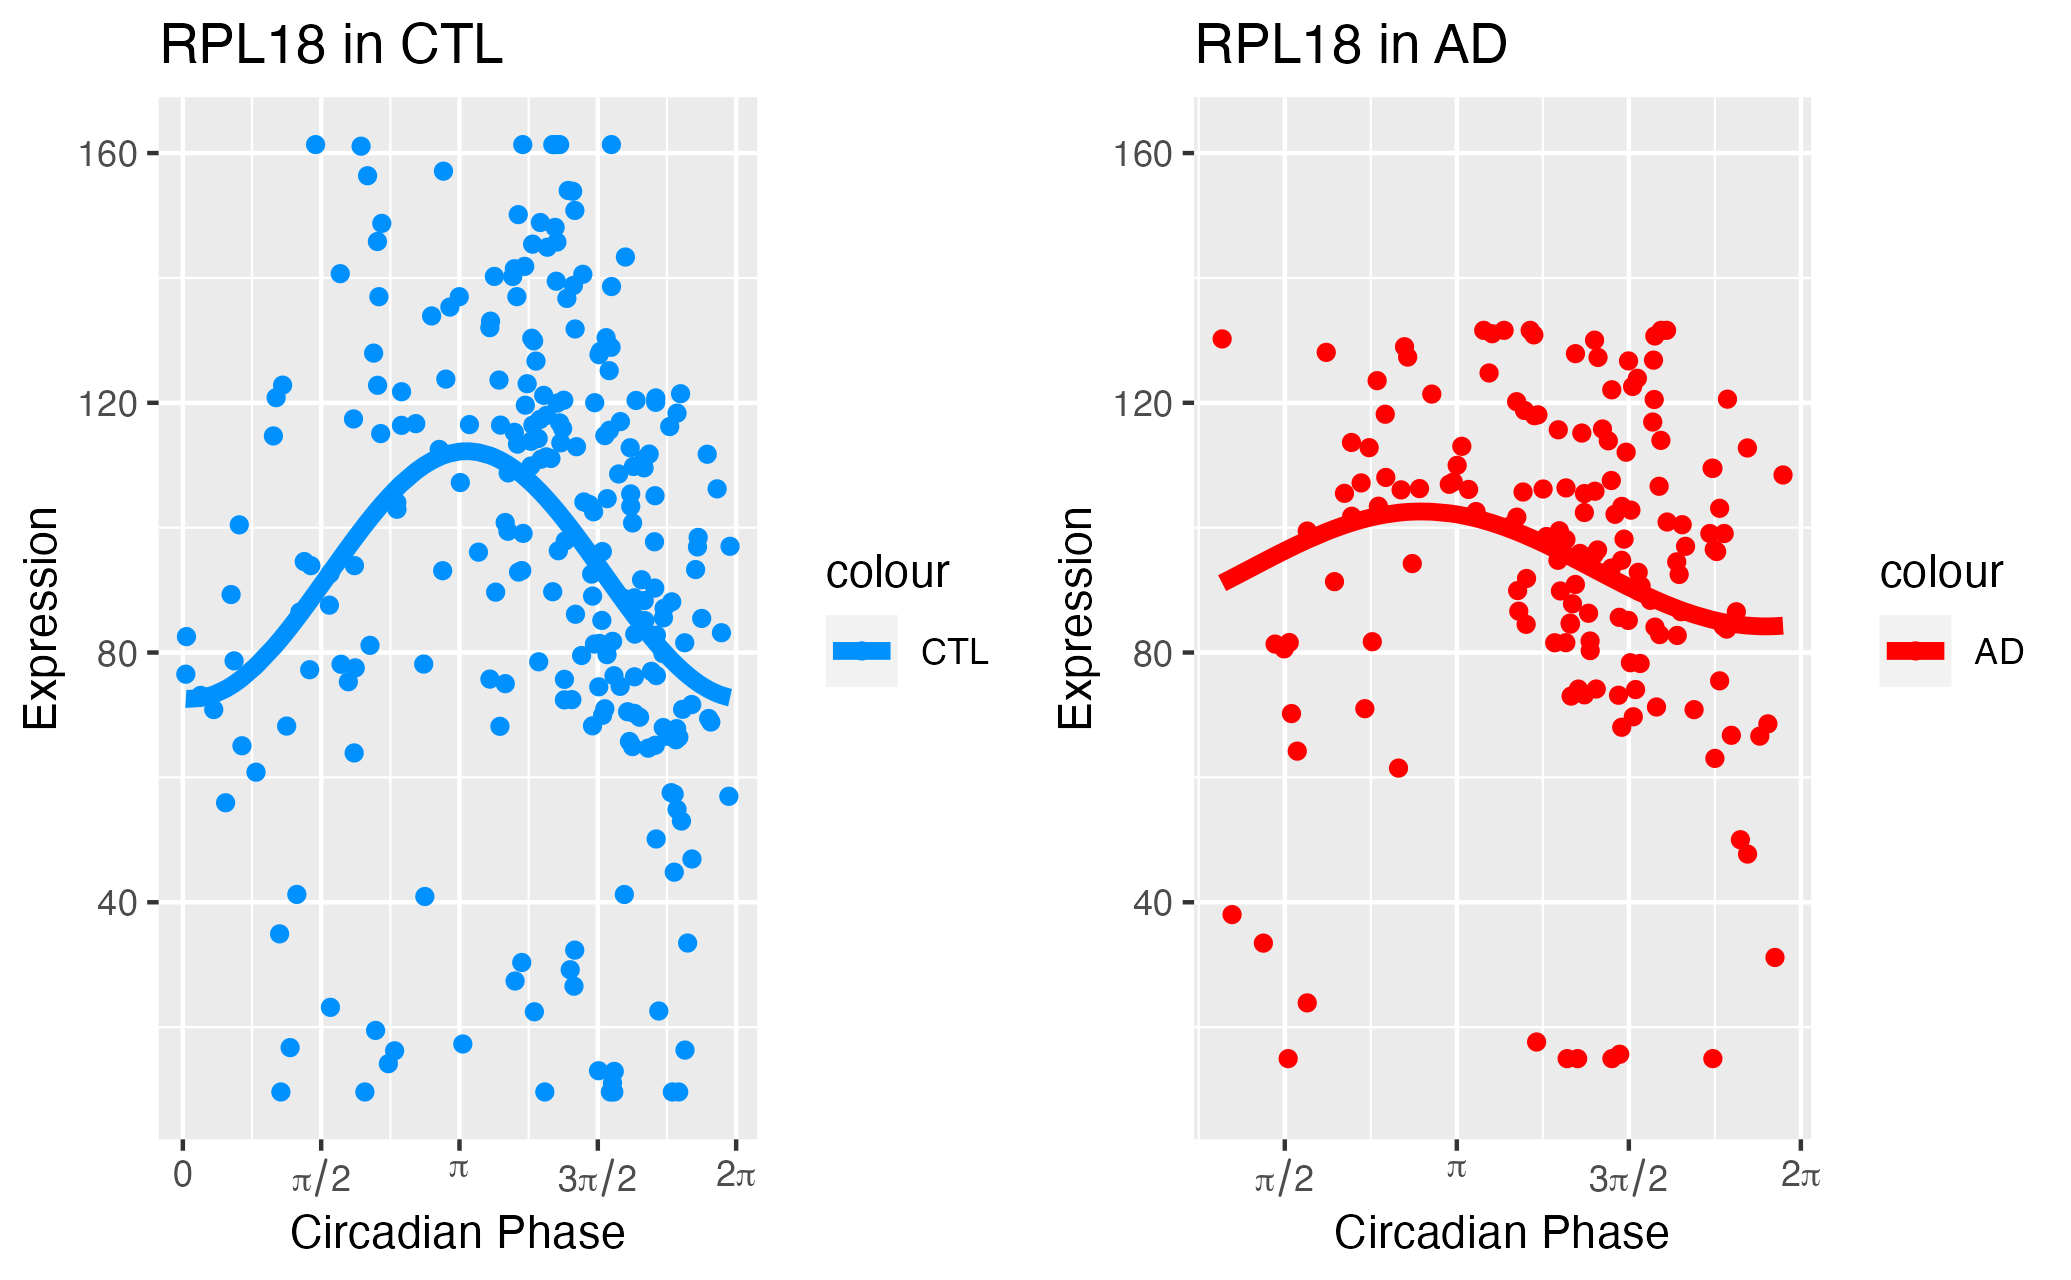 RPL18 in CTL
Expression
160
120
80
40
0
π/2
π
3π/2
2π
Circadian Phase
colour
CTL
RPL18 in AD
Expression
160
120
80
40
π/2
π
3π/2
2π
Circadian Phase
colour
AD